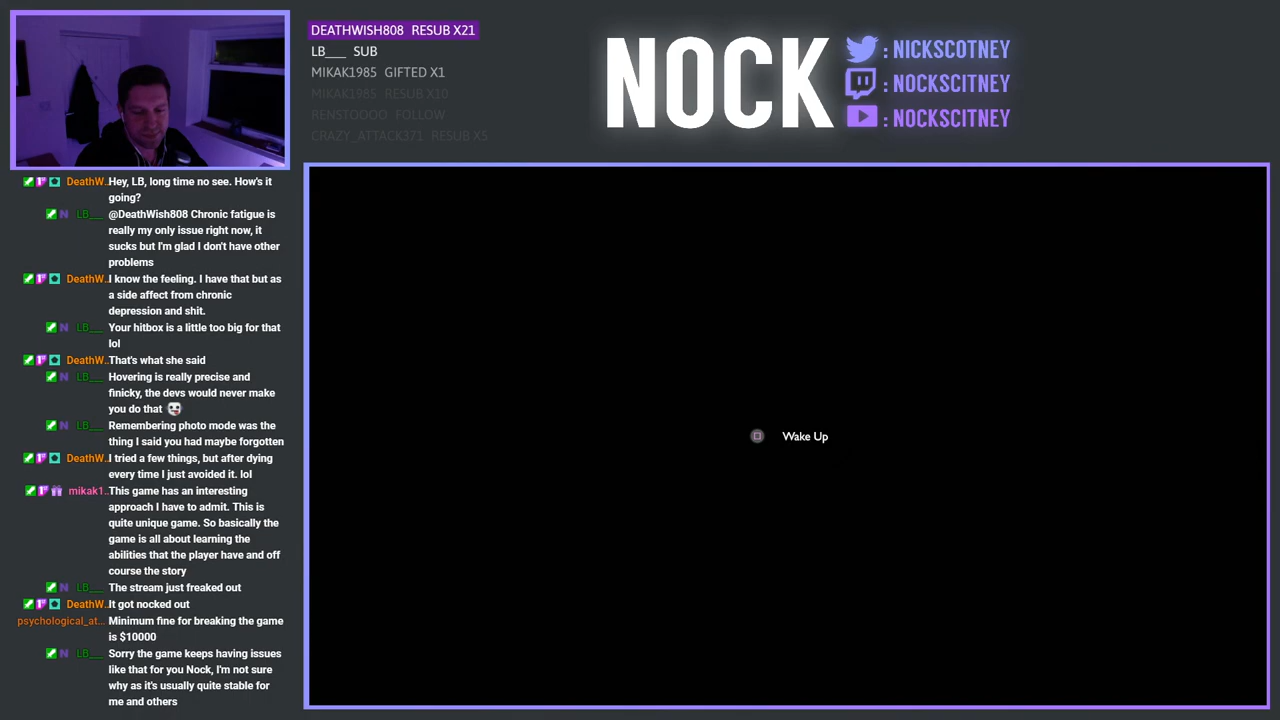 DEATHWISH808 RESUB X21
LB___ SUB
MIKAK1985 GIFTED X1
MIKAK1985 RESUB X10
RENSTOOOO FOLLOW
CRAZY_ATTACK371 RESUB X5
NOCK
: NICKSCOTNEY
: NOCKSCITNEY
: NOCKSCITNEY
DeathW... Hey, LB, long time no see. How's it
going?
LB___ @DeathWish808 Chronic fatigue is
really my only issue right now, it
sucks but I'm glad I don't have other
problems
DeathW... I know the feeling. I have that but as
a side affect from chronic
depression and shit.
LB___ Your hitbox is a little too big for that
lol
DeathW... That's what she said
LB___ Hovering is really precise and
finicky, the devs would never make
you do that
LB___ Remembering photo mode was the
thing I said you had maybe forgotten
DeathW... I tried a few things, but after dying
every time I just avoided it. lol
mikak1... This game has an interesting
approach I have to admit. This is
quite unique game. So basically the
game is all about learning the
abilities that the player have and off
course the story
LB___ The stream just freaked out
DeathW... It got nocked out
psychological_at... Minimum fine for breaking the game
is $10000
LB___ Sorry the game keeps having issues
like that for you Nock, I'm not sure
why as it's usually quite stable for
me and others
Wake Up